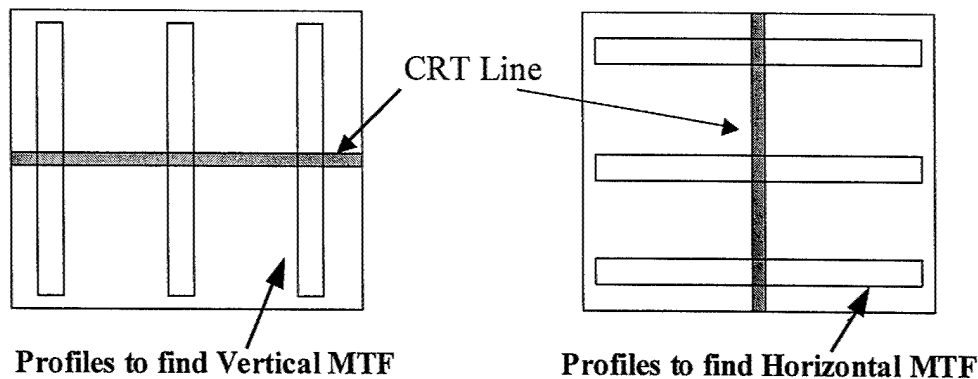 CRT Line
Profiles to find Vertical MTF
Profiles to find Horizontal MTF